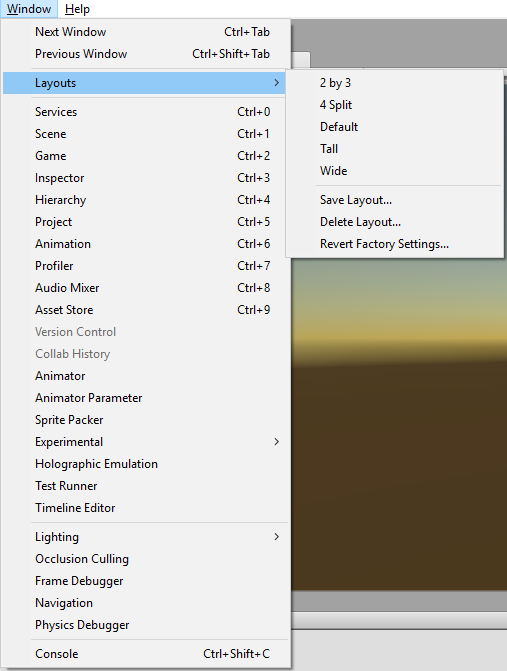 Window Help
Next Window Ctrl+Tab
Previous Window Ctrl+Shift+Tab
Layouts >
2 by 3
4 Split
Default
Tall
Wide
Save Layout...
Delete Layout...
Revert Factory Settings...
Services Ctrl+0
Scene Ctrl+1
Game Ctrl+2
Inspector Ctrl+3
Hierarchy Ctrl+4
Project Ctrl+5
Animation Ctrl+6
Profiler Ctrl+7
Audio Mixer Ctrl+8
Asset Store Ctrl+9
Version Control
Collab History
Animator
Animator Parameter
Sprite Packer
Experimental >
Holographic Emulation
Test Runner
Timeline Editor
Lighting >
Occlusion Culling
Frame Debugger
Navigation
Physics Debugger
Console Ctrl+Shift+C